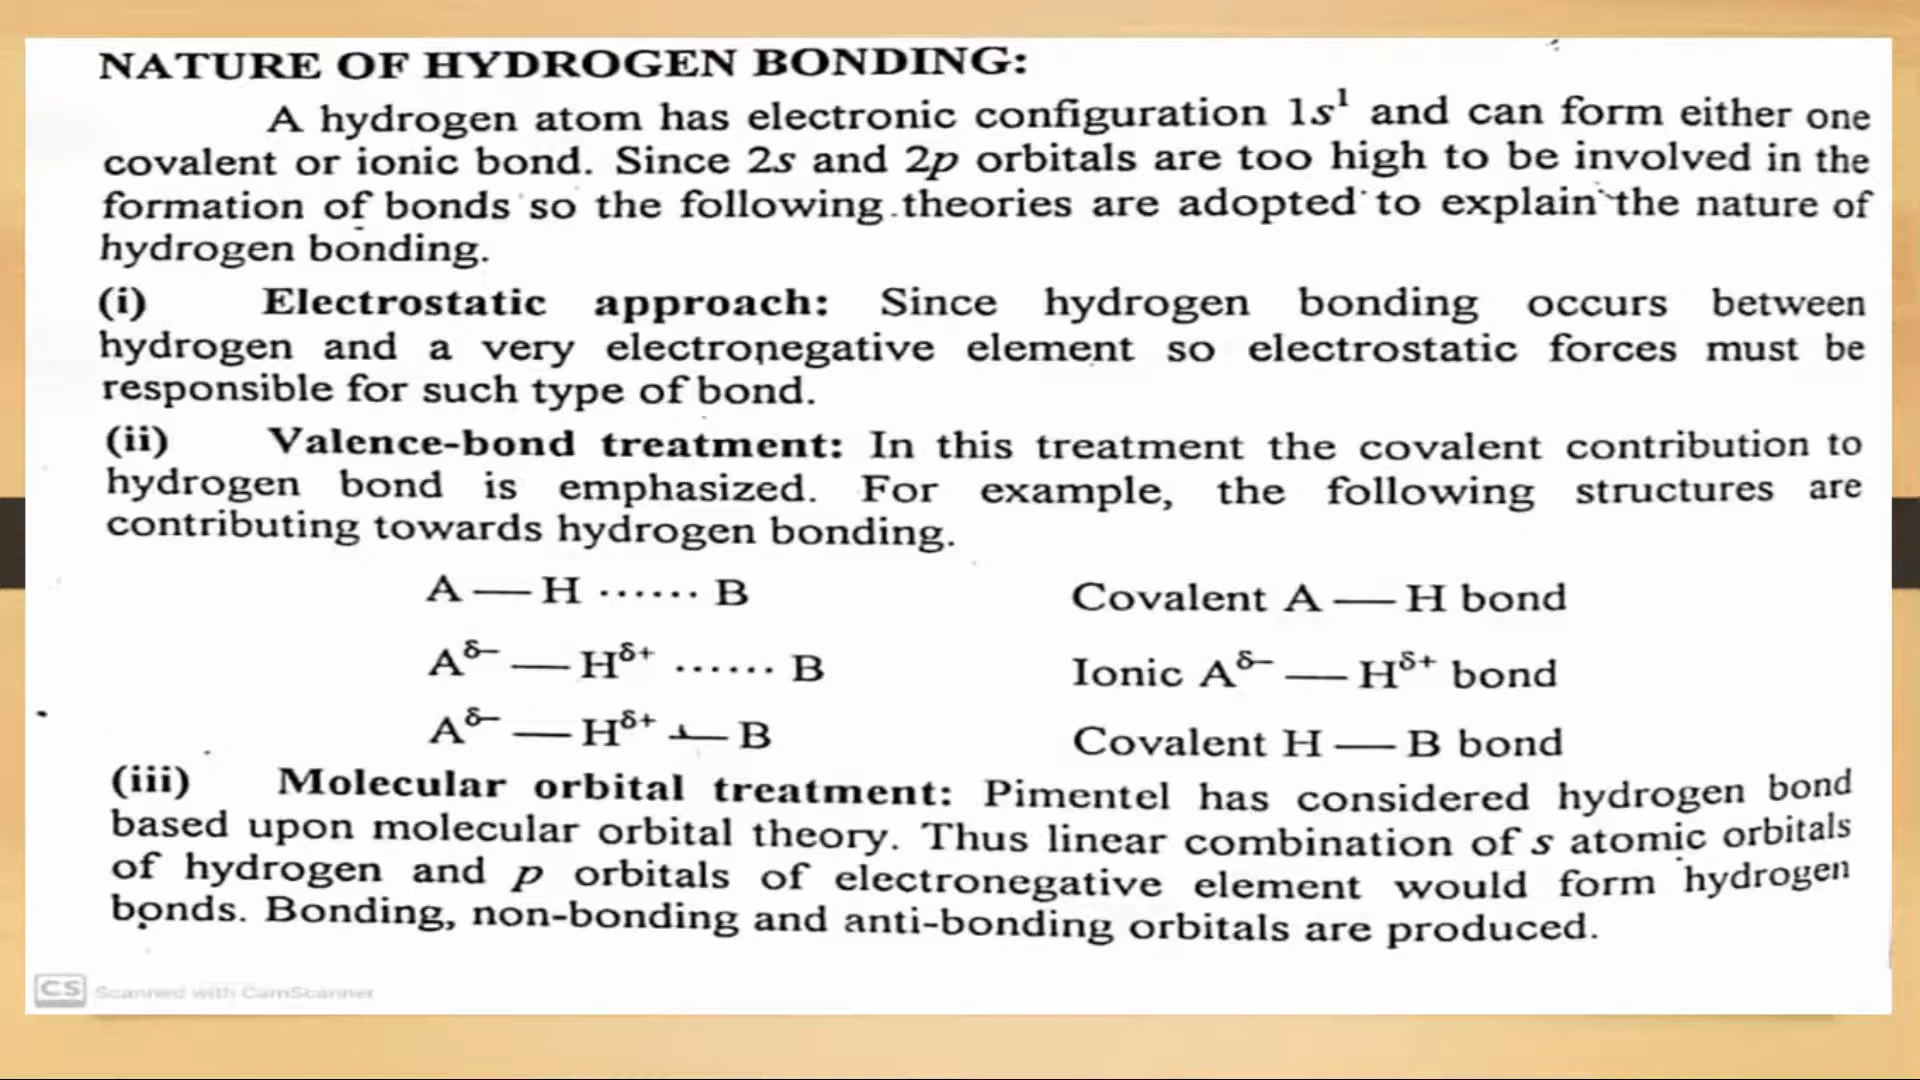 NATURE OF HYDROGEN BONDING:
A hydrogen atom has electronic configuration 1s¹ and can form either one
covalent or ionic bond. Since 2s and 2p orbitals are too high to be involved in the
formation of bonds so the following theories are adopted to explain the nature of
hydrogen bonding.
(i) Electrostatic approach: Since hydrogen bonding occurs between
hydrogen and a very electronegative element so electrostatic forces must be
responsible for such type of bond.
(ii) Valence-bond treatment: In this treatment the covalent contribution to
hydrogen bond is emphasized. For example, the following structures are
contributing towards hydrogen bonding.
A — H ...... B Covalent A — H bond
A^δ– — H^δ+ ...... B Ionic A^δ– — H^δ+ bond
A^δ– — H^δ+ — B Covalent H — B bond
(iii) Molecular orbital treatment: Pimentel has considered hydrogen bond
based upon molecular orbital theory. Thus linear combination of s atomic orbitals
of hydrogen and p orbitals of electronegative element would form hydrogen
bonds. Bonding, non-bonding and anti-bonding orbitals are produced.
CS Scanned with CamScanner